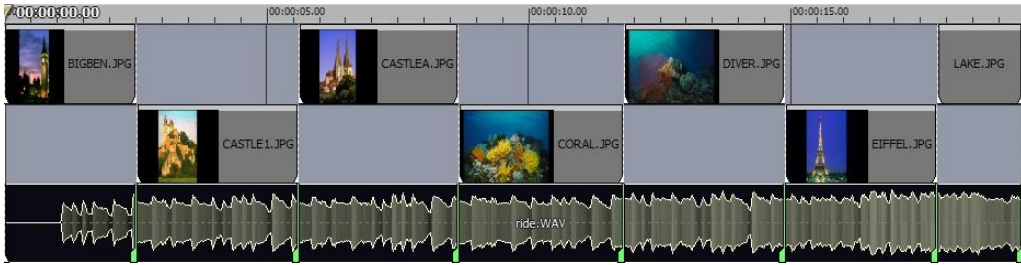 00:00:00.00
00:00:05.00
00:00:10.00
00:00:15.00
BIGBEN.JPG
CASTLEA.JPG
DIVER.JPG
LAKE.JPG
CASTLE1.JPG
CORAL.JPG
EIFFEL.JPG
ride.WAV